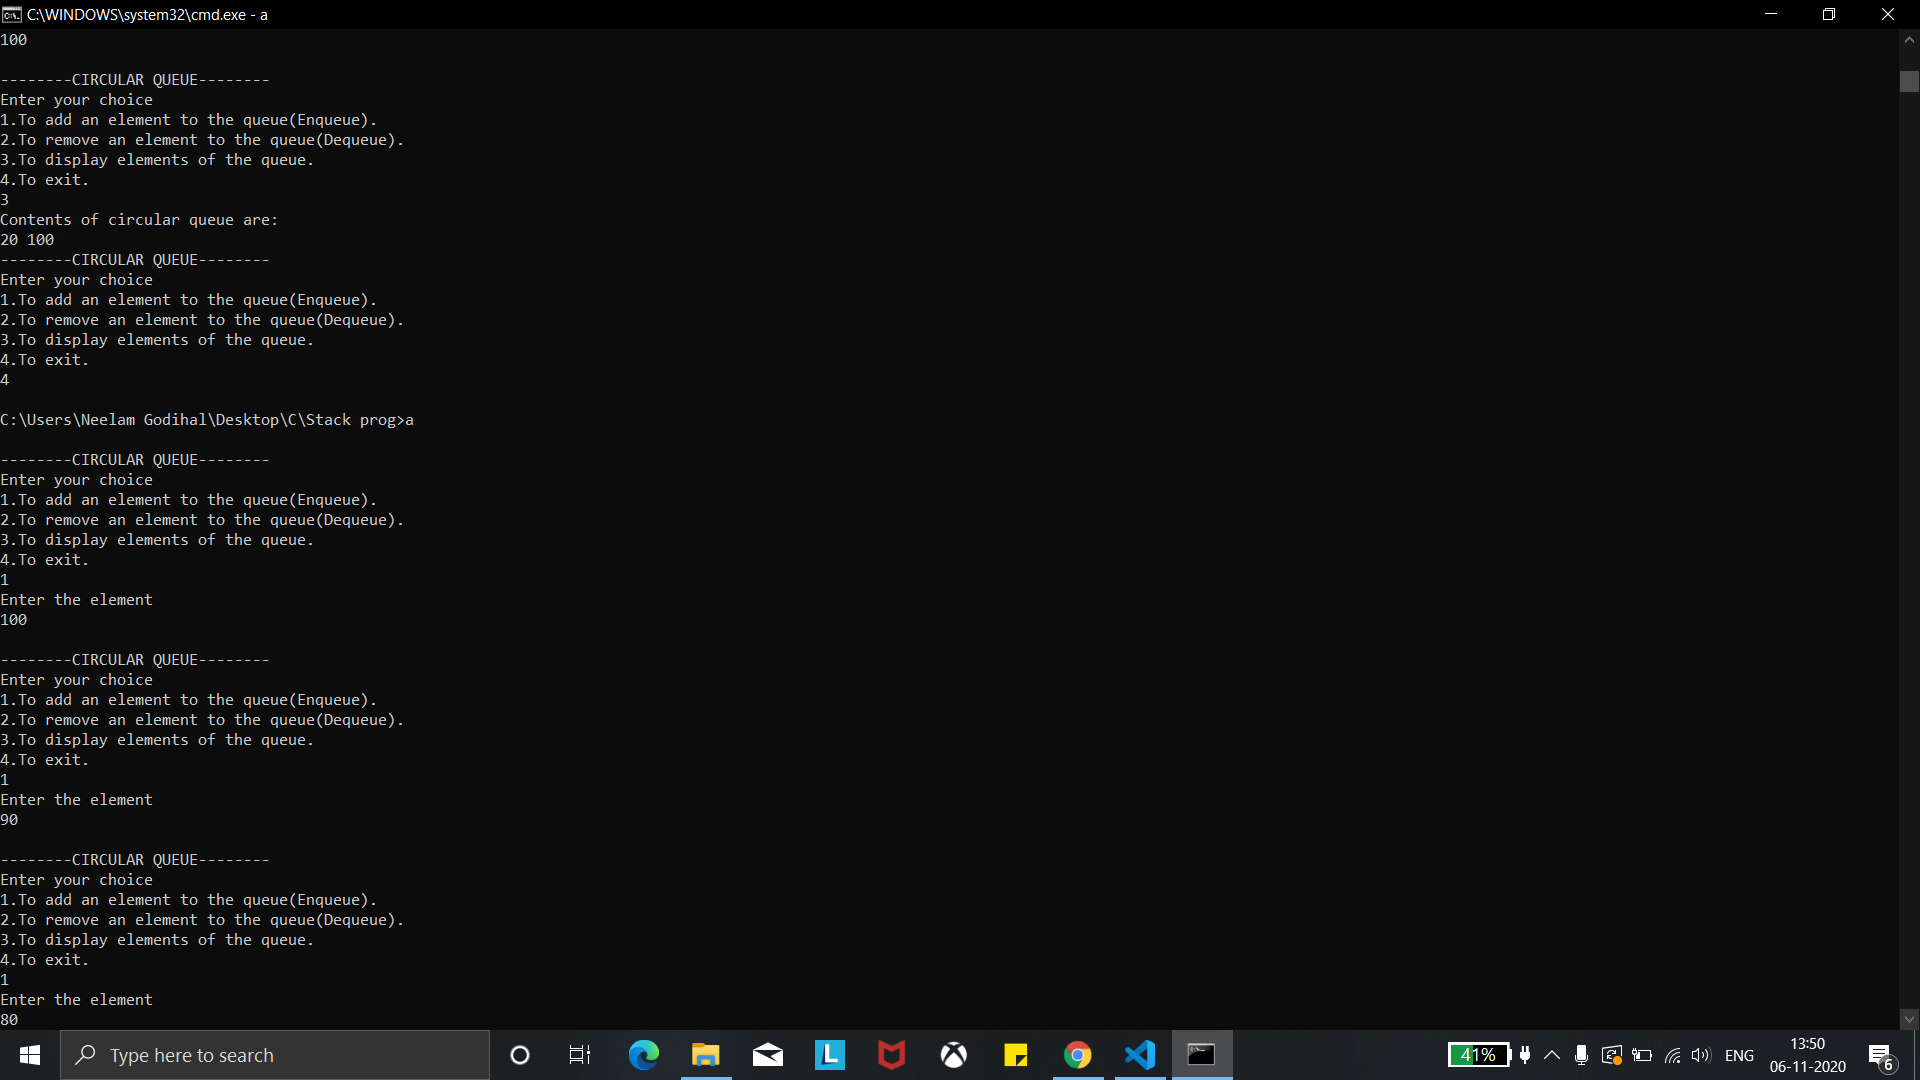 C:\WINDOWS\system32\cmd.exe - a
100
--------CIRCULAR QUEUE--------
Enter your choice
1.To add an element to the queue(Enqueue).
2.To remove an element to the queue(Dequeue).
3.To display elements of the queue.
4.To exit.
3
Contents of circular queue are:
20 100
--------CIRCULAR QUEUE--------
Enter your choice
1.To add an element to the queue(Enqueue).
2.To remove an element to the queue(Dequeue).
3.To display elements of the queue.
4.To exit.
4
C:\Users\Neelam Godihal\Desktop\C\Stack prog>a
--------CIRCULAR QUEUE--------
Enter your choice
1.To add an element to the queue(Enqueue).
2.To remove an element to the queue(Dequeue).
3.To display elements of the queue.
4.To exit.
1
Enter the element
100
--------CIRCULAR QUEUE--------
Enter your choice
1.To add an element to the queue(Enqueue).
2.To remove an element to the queue(Dequeue).
3.To display elements of the queue.
4.To exit.
1
Enter the element
90
--------CIRCULAR QUEUE--------
Enter your choice
1.To add an element to the queue(Enqueue).
2.To remove an element to the queue(Dequeue).
3.To display elements of the queue.
4.To exit.
1
Enter the element
80
Type here to search
L
41%
ENG
13:50
06-11-2020
6